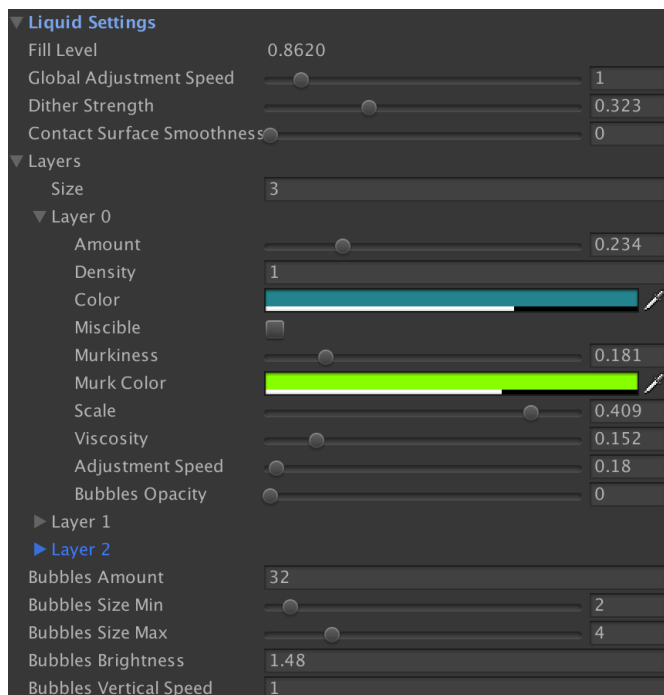 Liquid Settings
Fill Level 0.8620
Global Adjustment Speed 1
Dither Strength 0.323
Contact Surface Smoothness 0
Layers
Size 3
Layer 0
Amount 0.234
Density 1
Color
Miscible
Murkiness 0.181
Murk Color
Scale 0.409
Viscosity 0.152
Adjustment Speed 0.18
Bubbles Opacity 0
Layer 1
Layer 2
Bubbles Amount 32
Bubbles Size Min 2
Bubbles Size Max 4
Bubbles Brightness 1.48
Bubbles Vertical Speed 1